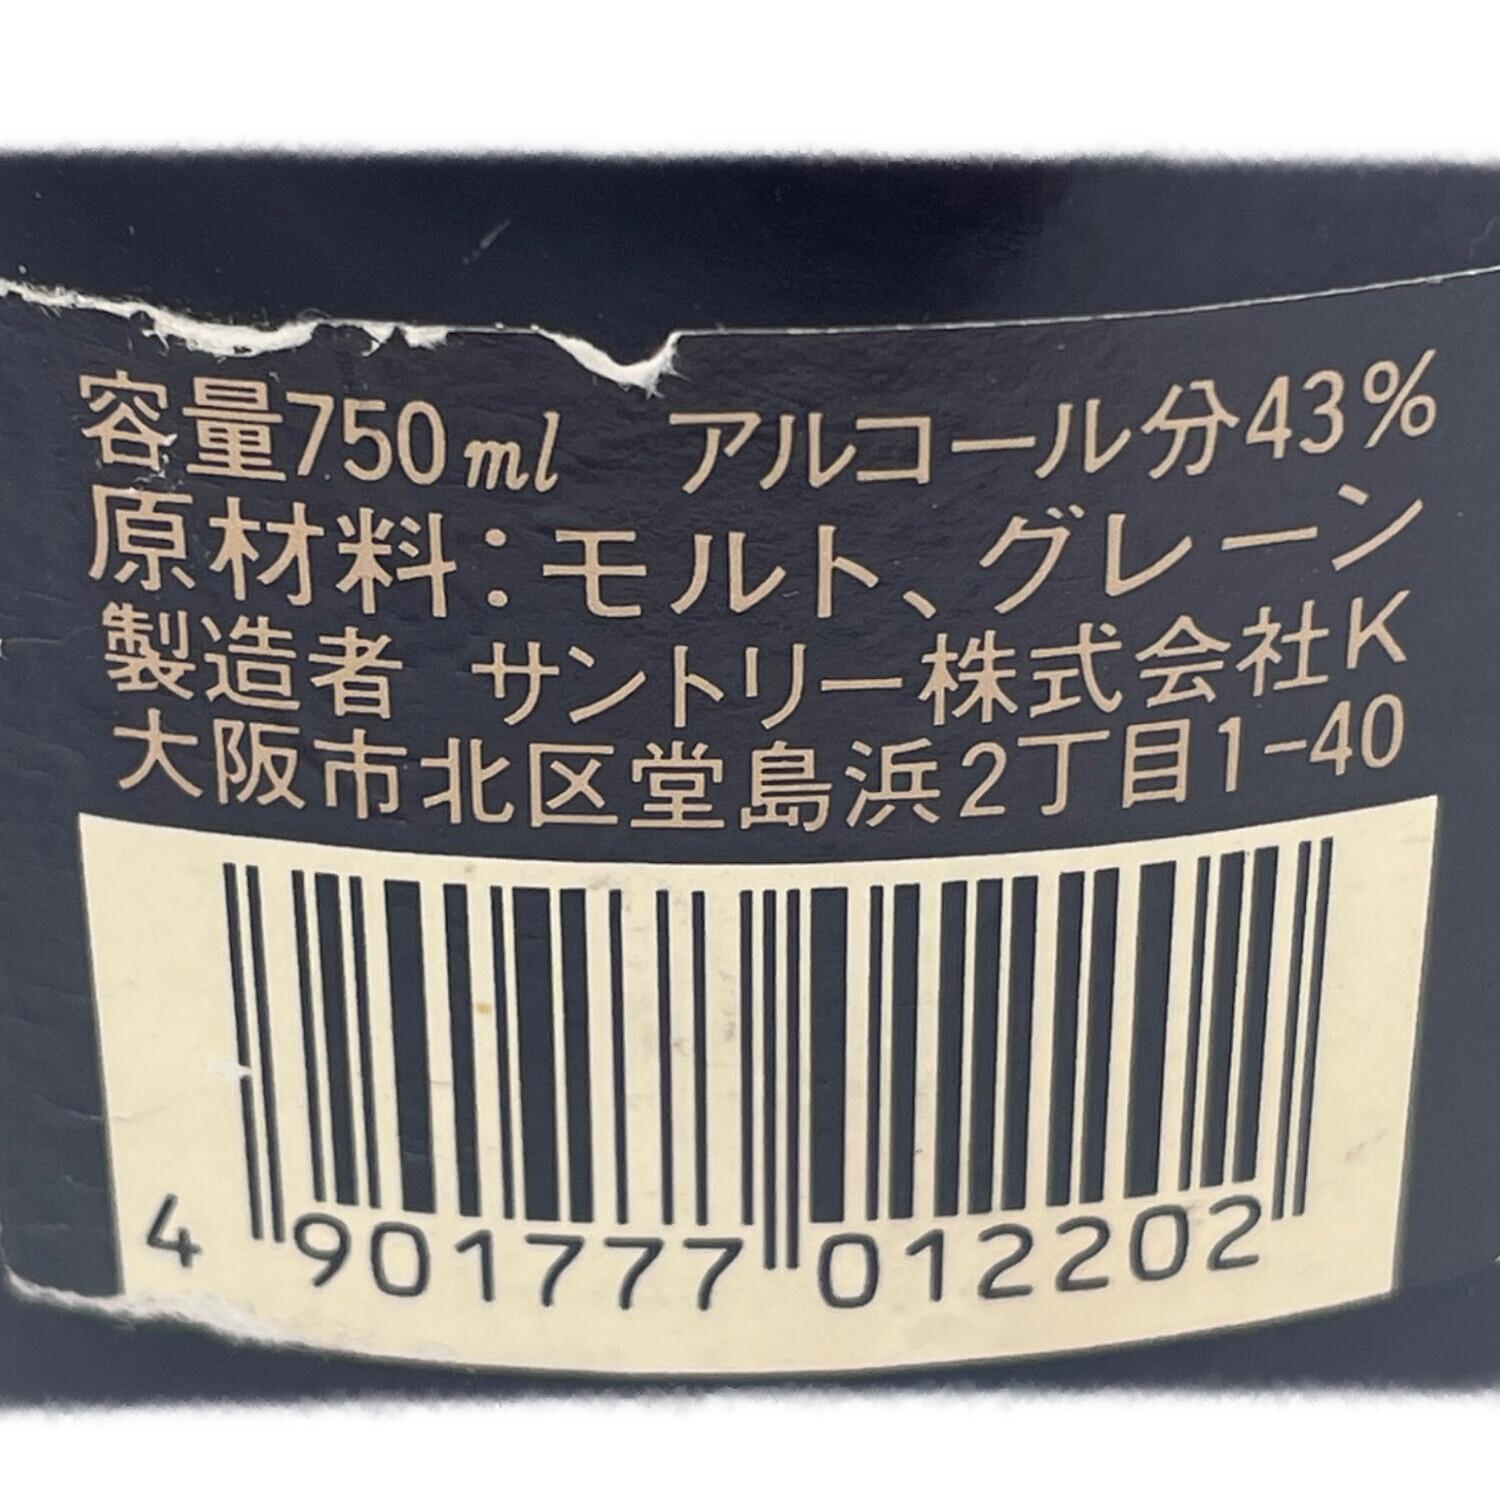 容量750ml アルコール分43%
原材料:モルト、グレーン
製造者 サントリー株式会社K
大阪市北区堂島浜2丁目1-40
4 901777 012202